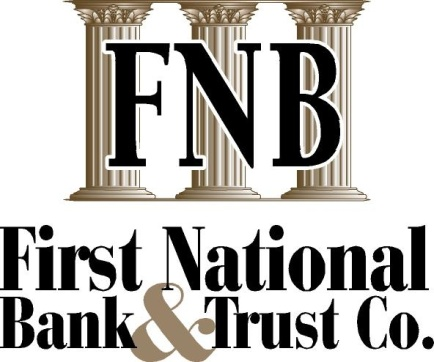 FNB
First National
Bank & Trust Co.